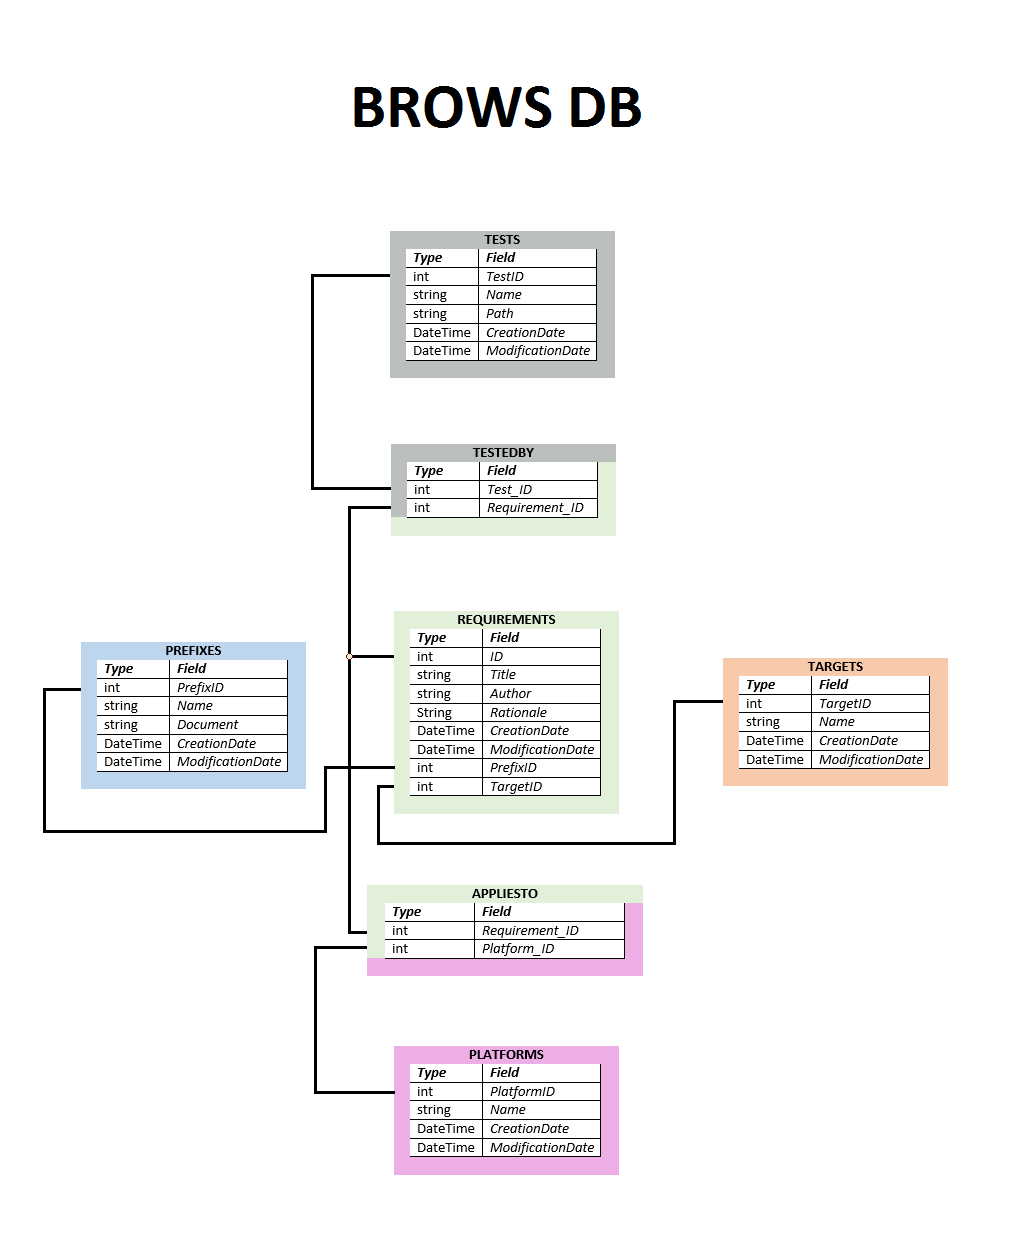 BROWS DB
TESTS
Type Field
int TestID
string Name
string Path
DateTime CreationDate
DateTime ModificationDate
TESTEDBY
Type Field
int Test_ID
int Requirement_ID
REQUIREMENTS
Type Field
int ID
string Title
string Author
String Rationale
DateTime CreationDate
DateTime ModificationDate
int PrefixID
int TargetID
PREFIXES
Type Field
int PrefixID
string Name
string Document
DateTime CreationDate
DateTime ModificationDate
TARGETS
Type Field
int TargetID
string Name
DateTime CreationDate
DateTime ModificationDate
APPLIESTO
Type Field
int Requirement_ID
int Platform_ID
PLATFORMS
Type Field
int PlatformID
string Name
DateTime CreationDate
DateTime ModificationDate